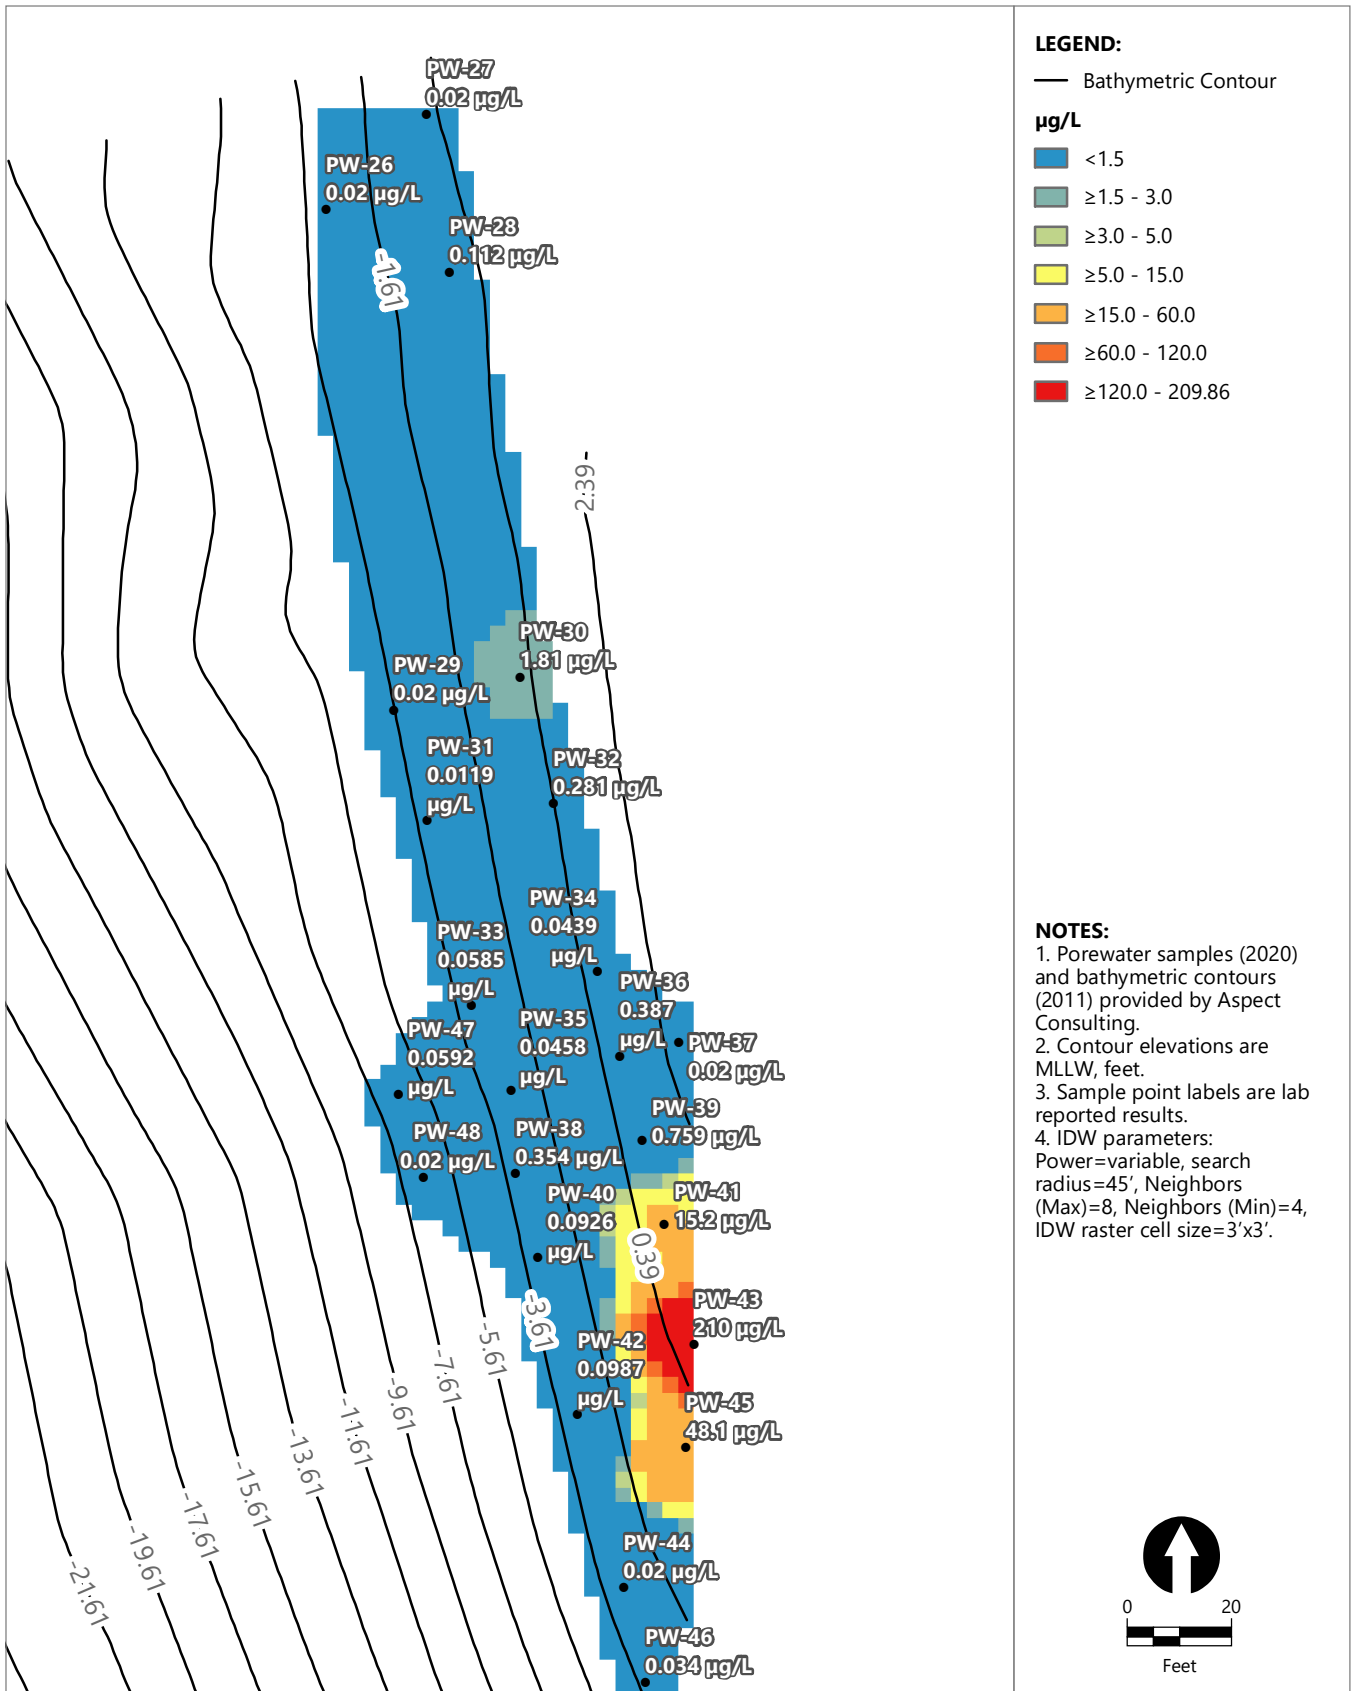 PW-27
0.02 µg/L
PW-26
0.02 µg/L
PW-28
0.112 µg/L
-1.61
2.39
PW-30
1.81 µg/L
PW-29
0.02 µg/L
PW-31
0.0119
µg/L
PW-32
0.281 µg/L
PW-34
0.0439
µg/L
PW-33
0.0585
µg/L
PW-36
0.387
µg/L
PW-35
0.0458
µg/L
PW-47
0.0592
µg/L
PW-37
0.02 µg/L
PW-39
0.759 µg/L
PW-48
0.02 µg/L
PW-38
0.354 µg/L
PW-40
0.0926
µg/L
PW-41
15.2 µg/L
0.39
PW-43
210 µg/L
-3.61
PW-42
0.0987
µg/L
-5.61
-7.61
-9.61
-11.61
-13.61
-15.61
-17.61
-19.61
-21.61
PW-45
48.1 µg/L
PW-44
0.02 µg/L
PW-46
0.034 µg/L
LEGEND:
Bathymetric Contour
µg/L
<1.5
≥1.5 - 3.0
≥3.0 - 5.0
≥5.0 - 15.0
≥15.0 - 60.0
≥60.0 - 120.0
≥120.0 - 209.86
NOTES:
1. Porewater samples (2020)
and bathymetric contours
(2011) provided by Aspect
Consulting.
2. Contour elevations are
MLLW, feet.
3. Sample point labels are lab
reported results.
4. IDW parameters:
Power=variable, search
radius=45', Neighbors
(Max)=8, Neighbors (Min)=4,
IDW raster cell size=3'x3'.
0 20
Feet